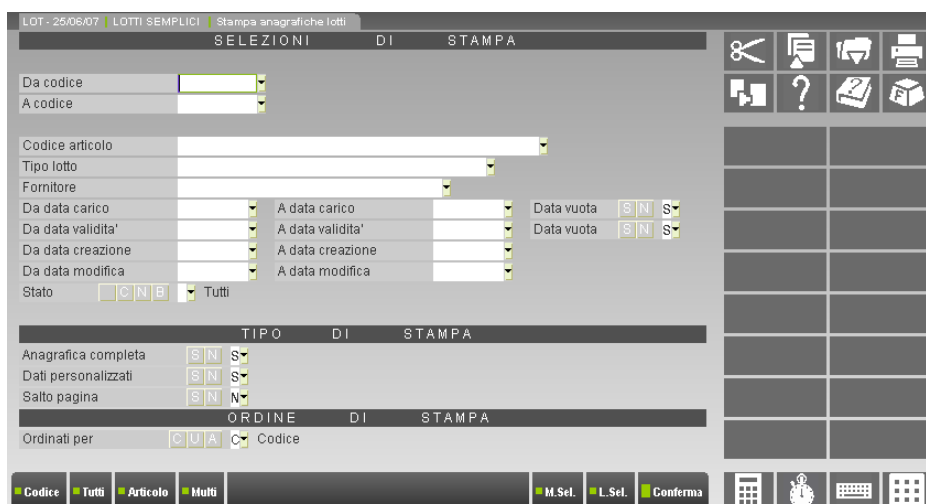 LOT - 25/06/07 LOTTI SEMPLICI Stampa anagrafiche lotti
SELEZIONI DI STAMPA
Da codice
A codice
Codice articolo
Tipo lotto
Fornitore
Da data carico A data carico Data vuota S N S
Da data validita' A data validita' Data vuota S N S
Da data creazione A data creazione
Da data modifica A data modifica
Stato C N B Tutti
TIPO DI STAMPA
Anagrafica completa S N S
Dati personalizzati S N S
Salto pagina S N N
ORDINE DI STAMPA
Ordinati per C U A C Codice
Codice Tutti Articolo Multi M.Sel. L.Sel. Conferma